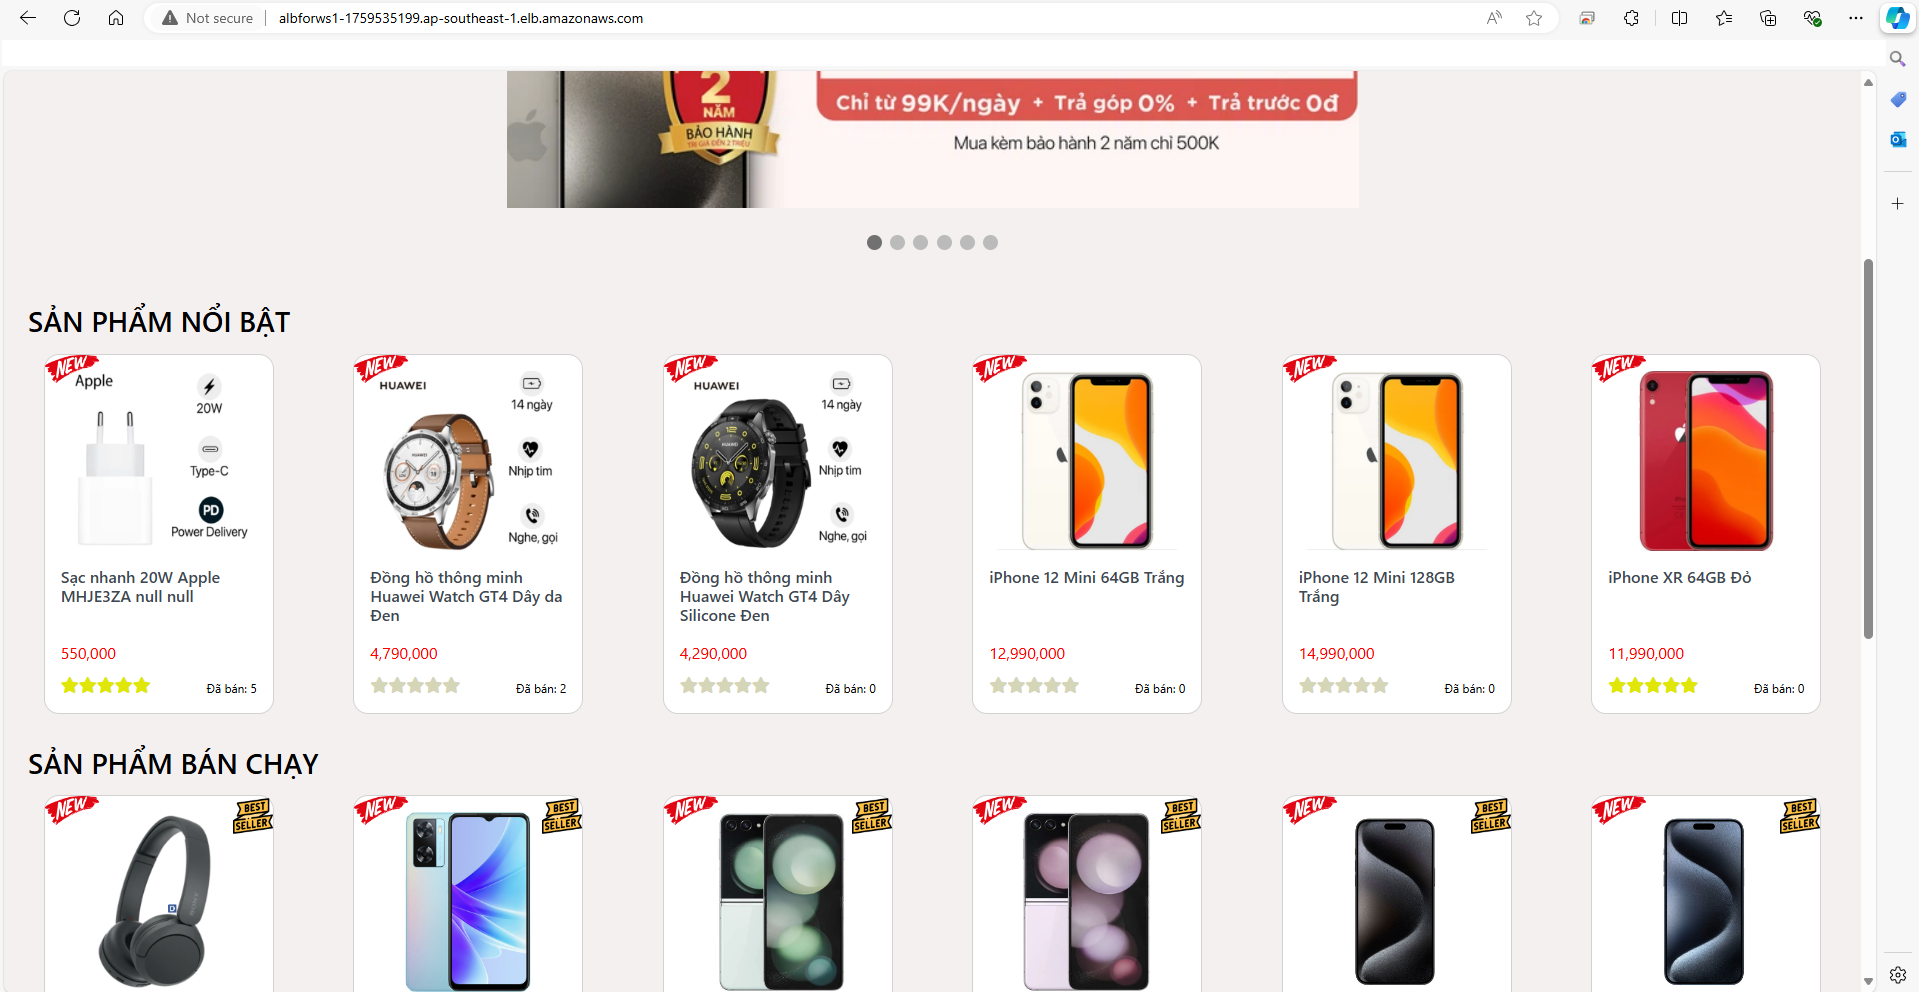 Not secure
albforws1-1759535199.ap-southeast-1.elb.amazonaws.com
2
NĂM
BẢO HÀNH
TRỊ GIÁ ĐẾN 2 TRIỆU
Chỉ từ 99K/ngày + Trả góp 0% + Trả trước 0đ
Mua kèm bảo hành 2 năm chỉ 500K
SẢN PHẨM NỔI BẬT
NEW
Apple
20W
Type-C
PD
Power Delivery
Sạc nhanh 20W Apple
MHJE3ZA null null
550,000
Đã bán: 5
NEW
HUAWEI
14 ngày
Nhịp tim
Nghe, gọi
Đồng hồ thông minh
Huawei Watch GT4 Dây da
Đen
4,790,000
Đã bán: 2
NEW
HUAWEI
14 ngày
Nhịp tim
Nghe, gọi
Đồng hồ thông minh
Huawei Watch GT4 Dây
Silicone Đen
4,290,000
Đã bán: 0
NEW
iPhone 12 Mini 64GB Trắng
12,990,000
Đã bán: 0
NEW
iPhone 12 Mini 128GB
Trắng
14,990,000
Đã bán: 0
NEW
iPhone XR 64GB Đỏ
11,990,000
Đã bán: 0
SẢN PHẨM BÁN CHẠY
NEW
BEST
SELLER
NEW
BEST
SELLER
NEW
BEST
SELLER
NEW
BEST
SELLER
NEW
BEST
SELLER
NEW
BEST
SELLER